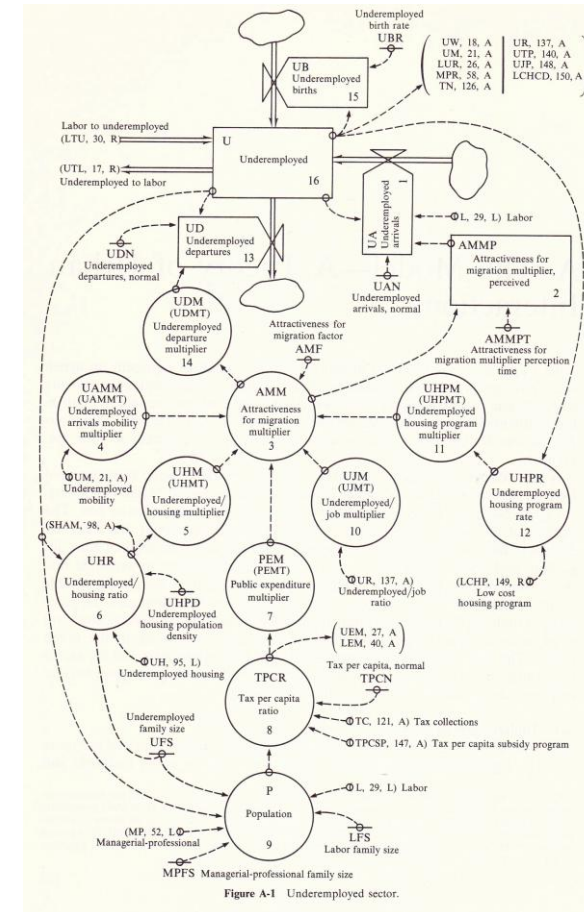 Underemployed
birth rate
UBR
UW, 18, A
UM, 21, A
LUR, 26, A
MPR, 58, A
TN, 126, A
UR, 137, A
UTP, 140, A
UJP, 148, A
LCHCD, 150, A
UB
Underemployed
births
15
Labor to underemployed
(LTU, 30, R)
(UTL, 17, R)
Underemployed to labor
U
Underemployed
16
UA
Underemployed
arrivals
1
L, 29, L) Labor
UD
Underemployed
departures
13
UDN
Underemployed
departures, normal
UAN
Underemployed
arrivals, normal
AMMP
Attractiveness
for
migration multiplier,
perceived
2
AMMPT
Attractiveness for
migration multiplier perception
time
UDM
(UDMT)
Underemployed
departure
multiplier
14
Attractiveness for
migration factor
AMF
UAMM
(UAMMT)
Underemployed
arrivals mobility
multiplier
4
AMM
Attractiveness
for migration
multiplier
3
UHPM
(UHPMT)
Underemployed
housing program
multiplier
11
UM, 21, A)
Underemployed
mobility
UHM
(UHMT)
Underemployed/
housing multiplier
5
UJM
(UJMT)
Underemployed/
job multiplier
10
UHPR
Underemployed
housing program
rate
12
(SHAM, 98, A)
UHR
Underemployed/
housing ratio
6
UHPD
Underemployed
housing population
density
PEM
(PEMT)
Public expenditure
multiplier
7
UR, 137, A)
Underemployed/job
ratio
(LCHP, 149, R
Low cost
housing program)
UH, 95, L)
Underemployed housing
UEM, 27, A
LEM, 40, A
TPCR
Tax per capita
ratio
8
Tax per capita, normal
TPCN
TC, 121, A) Tax collections
TPCSP, 147, A) Tax per capita subsidy program
Underemployed
family size
UFS
P
Population
9
L, 29, L) Labor
(MP, 52, L
Managerial-professional
LFS
Labor family size
MPFS Managerial-professional family size
Figure A-1 Underemployed sector.